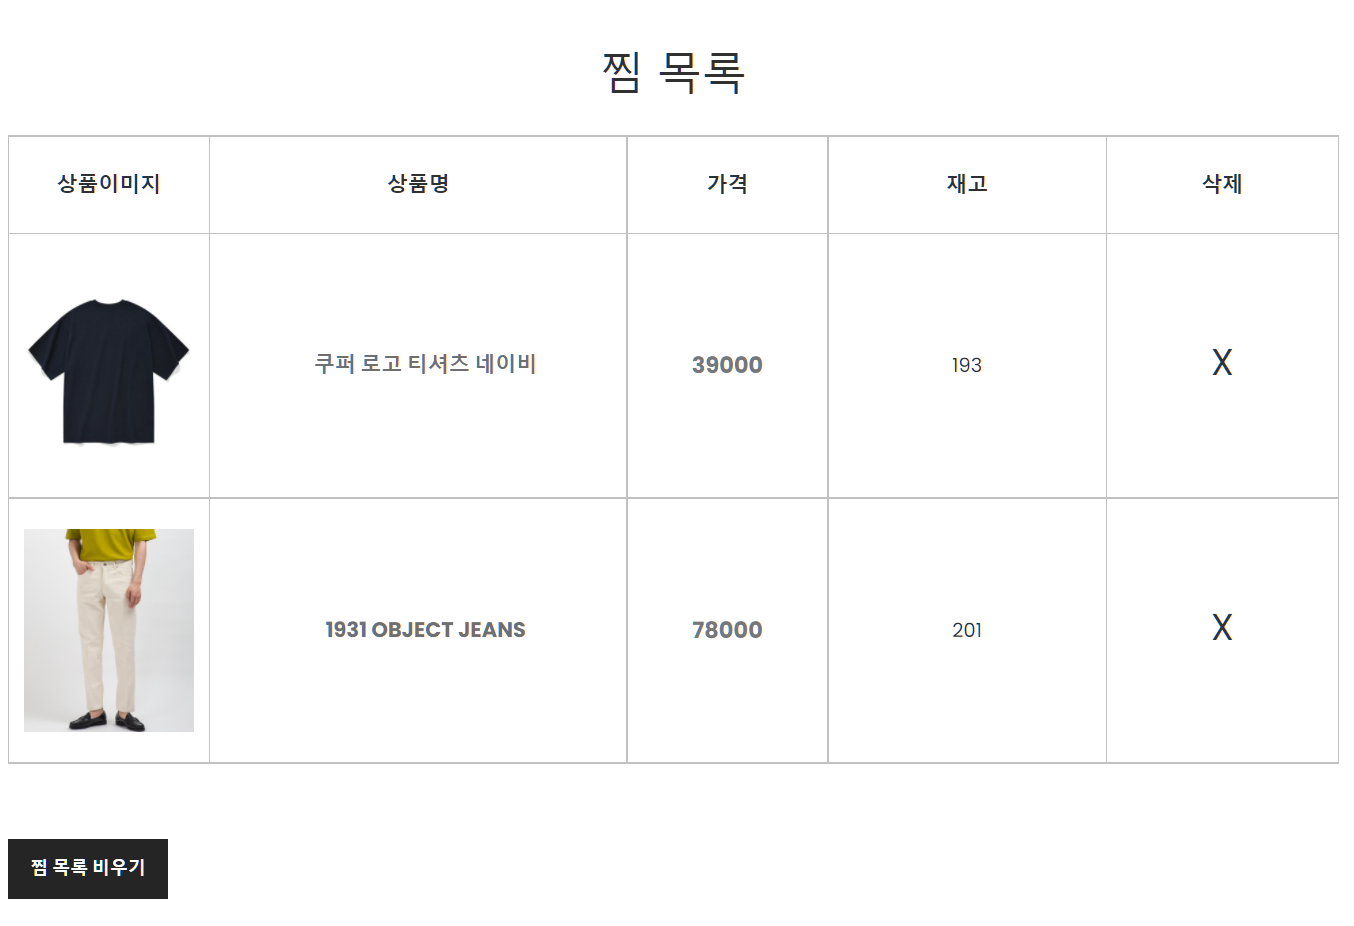 찜 목록
상품이미지 상품명 가격 재고 삭제
쿠퍼 로고 티셔츠 네이비 39000 193 X
1931 OBJECT JEANS 78000 201 X
찜 목록 비우기